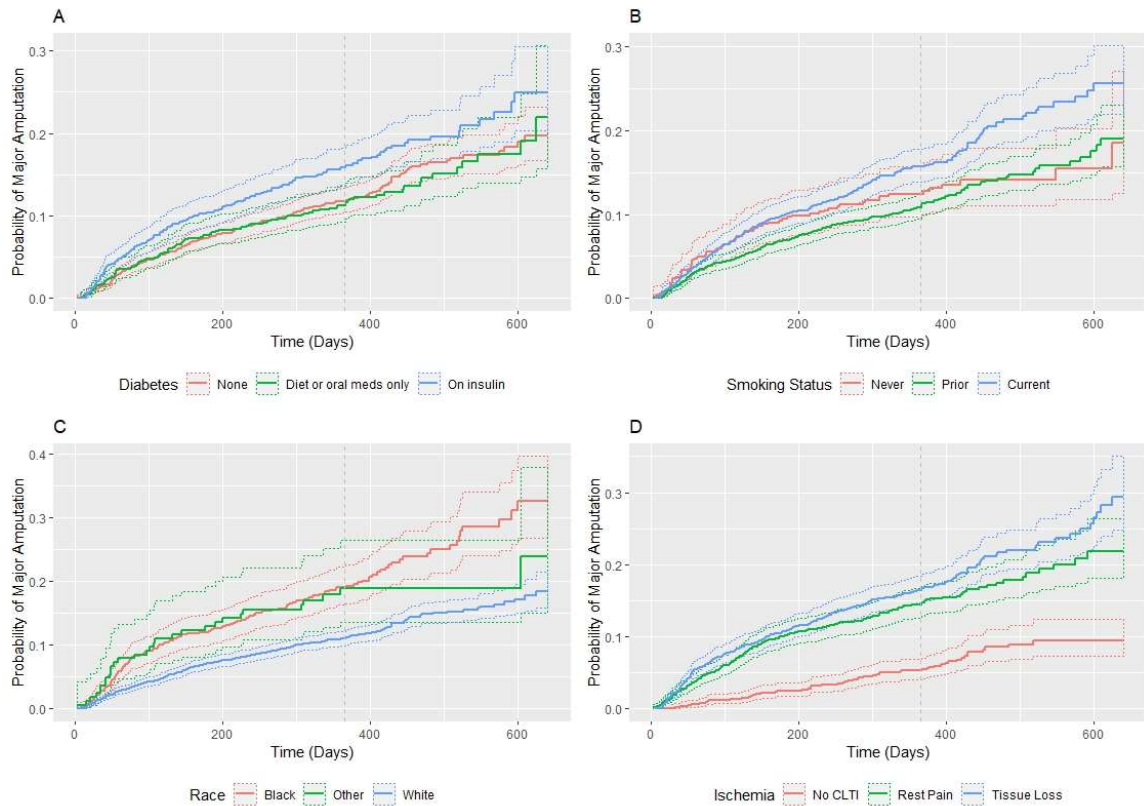 A
Probability of Major Amputation
0.3
0.2
0.1
0.0
0 200 400 600
Time (Days)
Diabetes None Diet or oral meds only On insulin
B
Probability of Major Amputation
0.3
0.2
0.1
0.0
0 200 400 600
Time (Days)
Smoking Status Never Prior Current
C
Probability of Major Amputation
0.4
0.3
0.2
0.1
0.0
0 200 400 600
Time (Days)
Race Black Other White
D
Probability of Major Amputation
0.3
0.2
0.1
0.0
0 200 400 600
Time (Days)
Ischemia No CLTI Rest Pain Tissue Loss